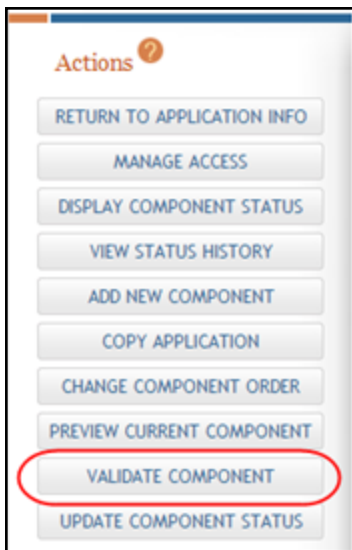 Actions ?
RETURN TO APPLICATION INFO
MANAGE ACCESS
DISPLAY COMPONENT STATUS
VIEW STATUS HISTORY
ADD NEW COMPONENT
COPY APPLICATION
CHANGE COMPONENT ORDER
PREVIEW CURRENT COMPONENT
VALIDATE COMPONENT
UPDATE COMPONENT STATUS